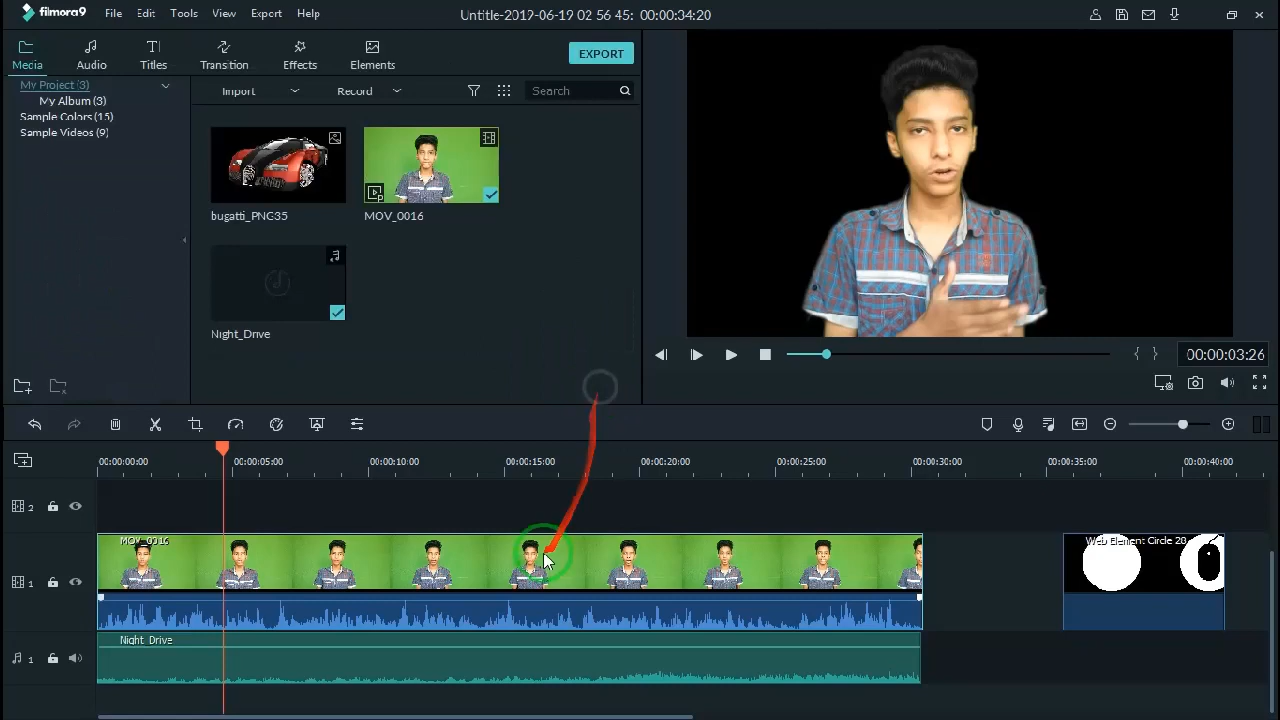 filmora9 File Edit Tools View Export Help Untitle-2019-06-19 02 56 45: 00:00:34:20
Media Audio Titles Transition Effects Elements EXPORT
My Project (3)
My Album (3)
Sample Colors (15)
Sample Videos (9)
Import Record Search
bugatti_PNG35 MOV_0016
Night_Drive
00:00:03:26
00:00:00:00 00:00:05:00 00:00:10:00 00:00:15:00 00:00:20:00 00:00:25:00 00:00:30:00 00:00:35:00 00:00:40:00
2
MOV_0016 Web Element Circle 20
1
Night_Drive
1